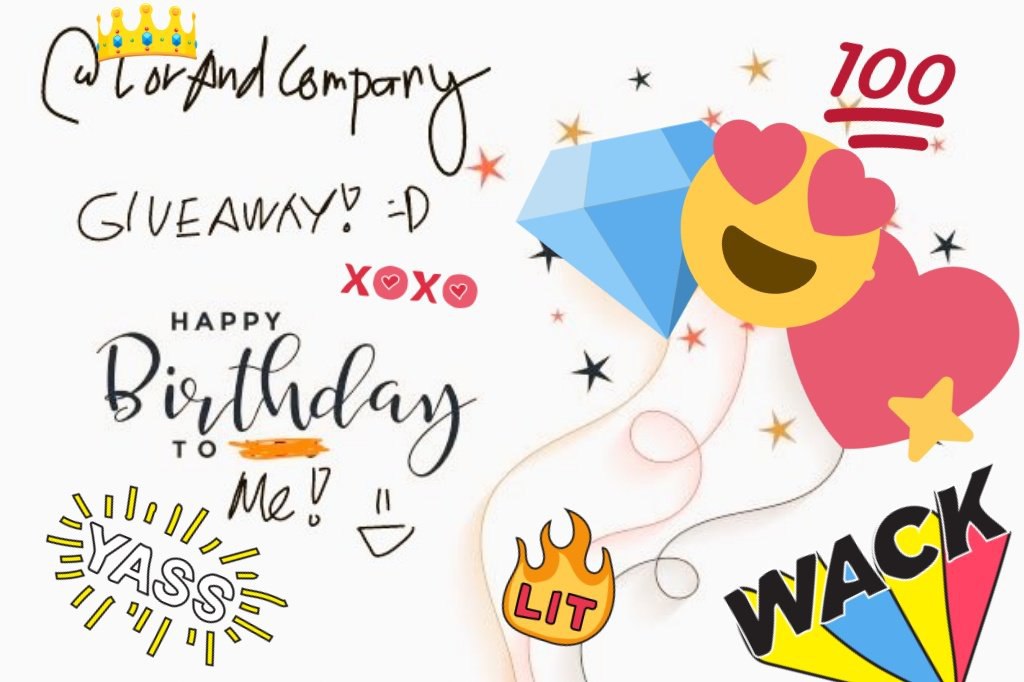 @LorAndCompany
100
GIVEAWAY! =D
XOXO
HAPPY
Birthday
TO
Me!
YASS
LIT
WACK